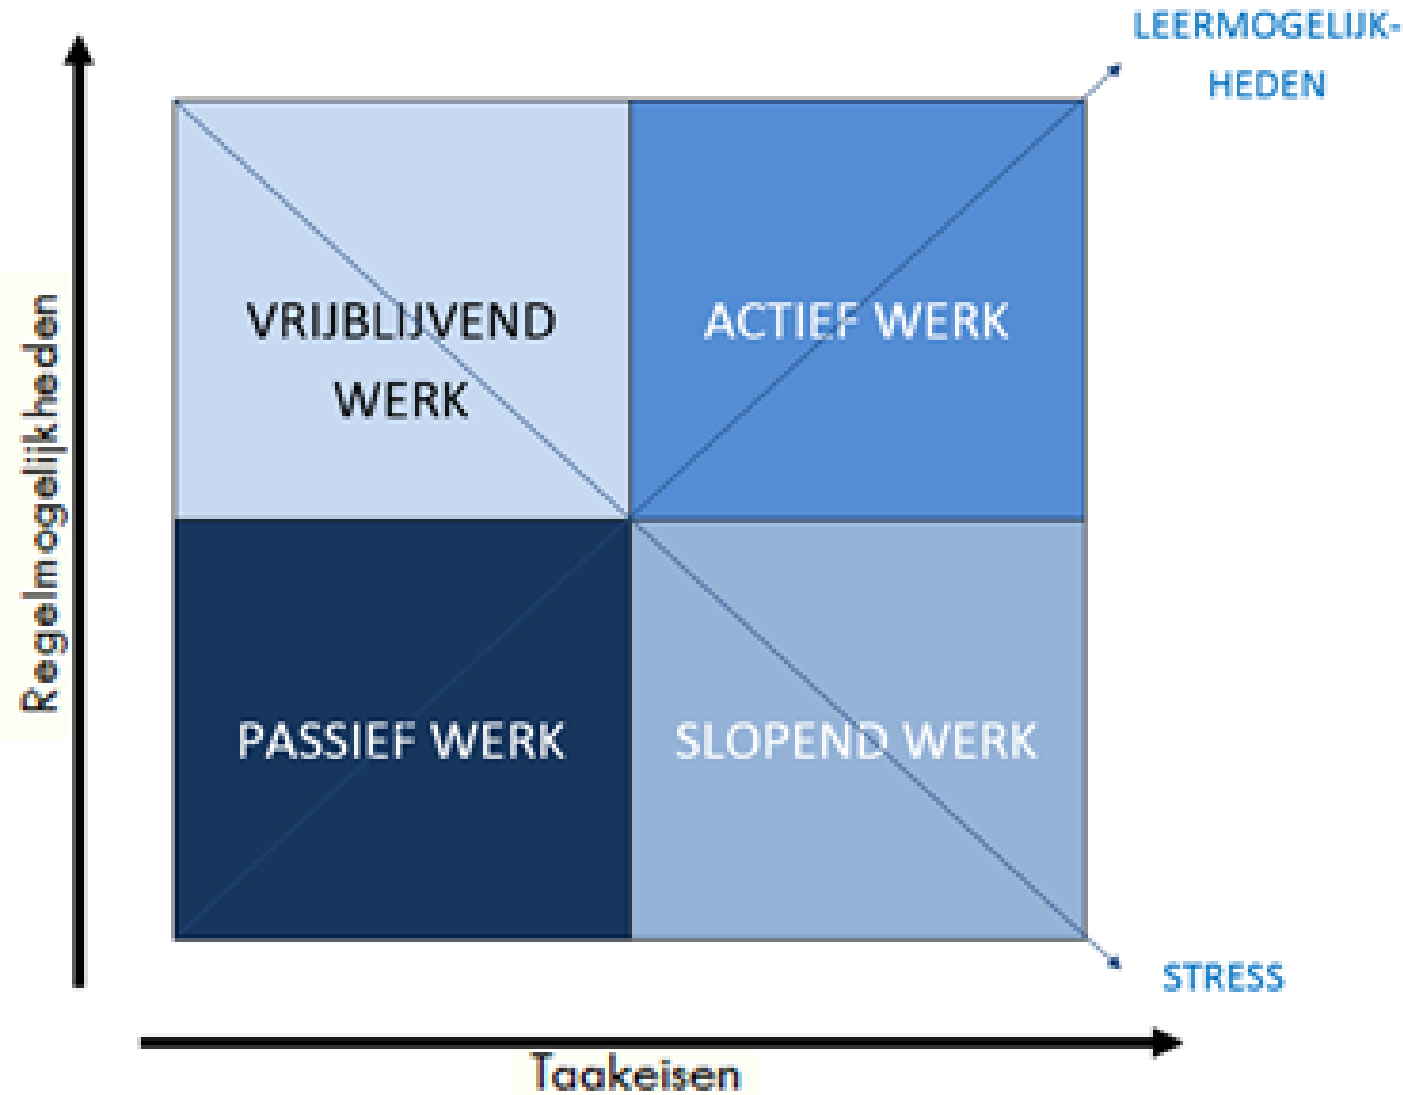 LEERMOGELIJK-
HEDEN
Regelmogelijkheden
VRIJBLIJVEND
WERK
ACTIEF WERK
PASSIEF WERK
SLOPEND WERK
STRESS
Taakeisen